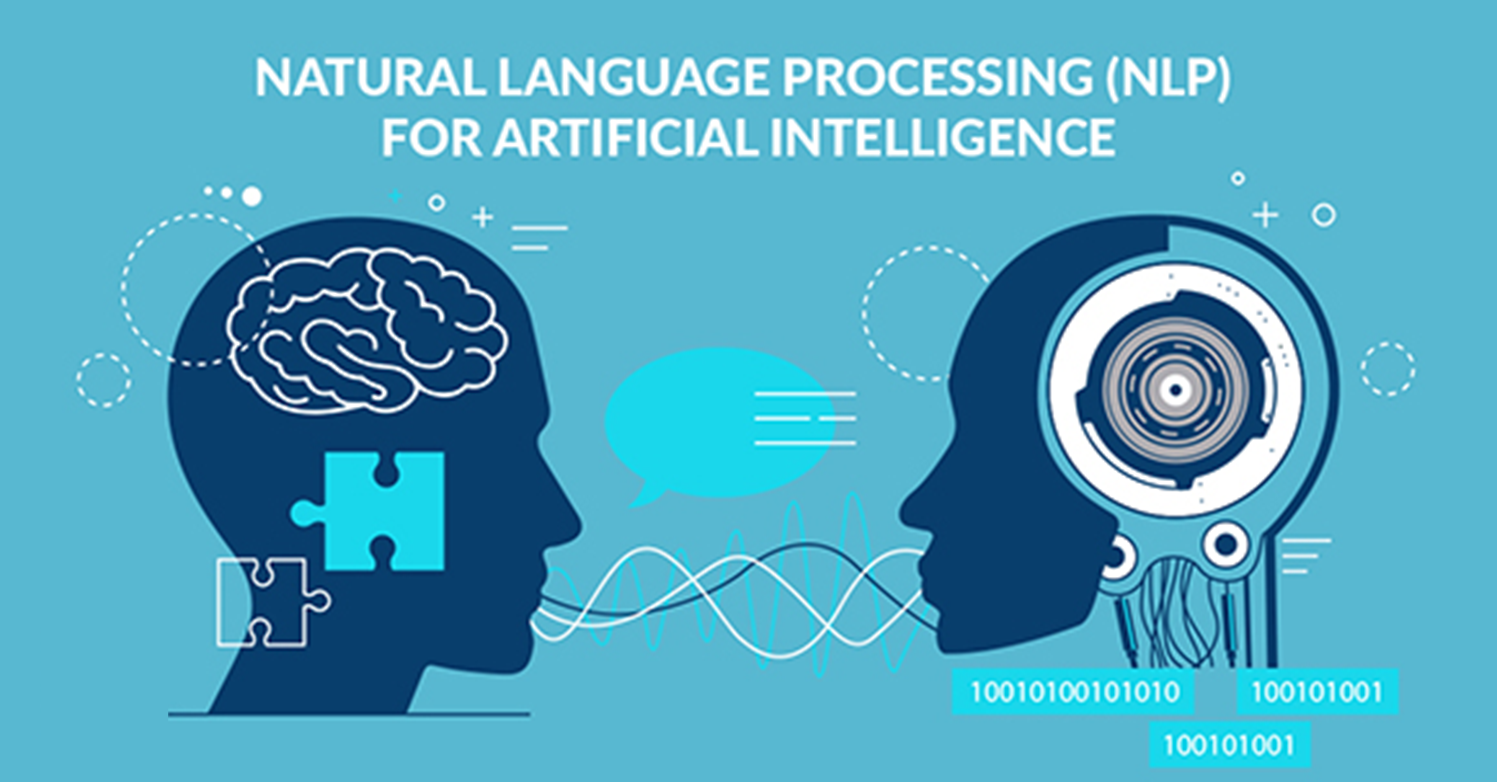 NATURAL LANGUAGE PROCESSING (NLP)
FOR ARTIFICIAL INTELLIGENCE
10010100101010
100101001
100101001